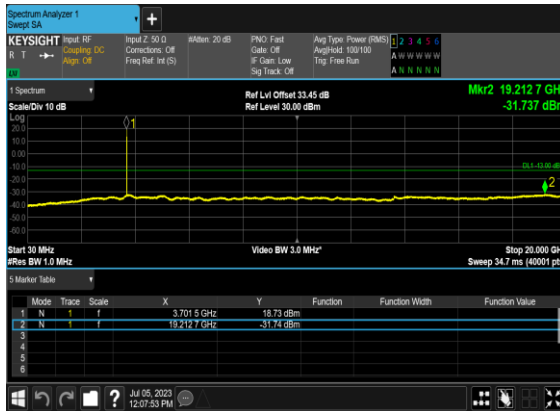 Spectrum Analyzer 1
Swept SA
KEYSIGHT
R T
Input: RF
Coupling: DC
Align: Off
Input Z: 50 Ω
Corrections: Off
Freq Ref: Int (S)
#Atten: 20 dB
PNO: Fast
Gate: Off
IF Gain: Low
Sig Track: Off
Avg Type: Power (RMS)
Avg|Hold: 100/100
Trig: Free Run
1 2 3 4 5 6
A W W W W W
A N N N N N
1 Spectrum
Scale/Div 10 dB
Ref Lvl Offset 33.45 dB
Ref Level 30.00 dBm
Mkr2 19.212 7 GHz
-31.737 dBm
Log
20.0
10.0
0.00
-10.0
-20.0
-30.0
-40.0
-50.0
-60.0
1
DL1 -13.00 dB
2
Start 30 MHz
#Res BW 1.0 MHz
Video BW 3.0 MHz*
Stop 20.000 GH
Sweep 34.7 ms (40001 pt
5 Marker Table
Mode Trace Scale X Y Function Function Width Function Value
1 N 1 f 3.701 5 GHz 18.73 dBm
2 N 1 f 19.212 7 GHz -31.74 dBm
3
4
5
6
Jul 05, 2023
12:07:53 PM